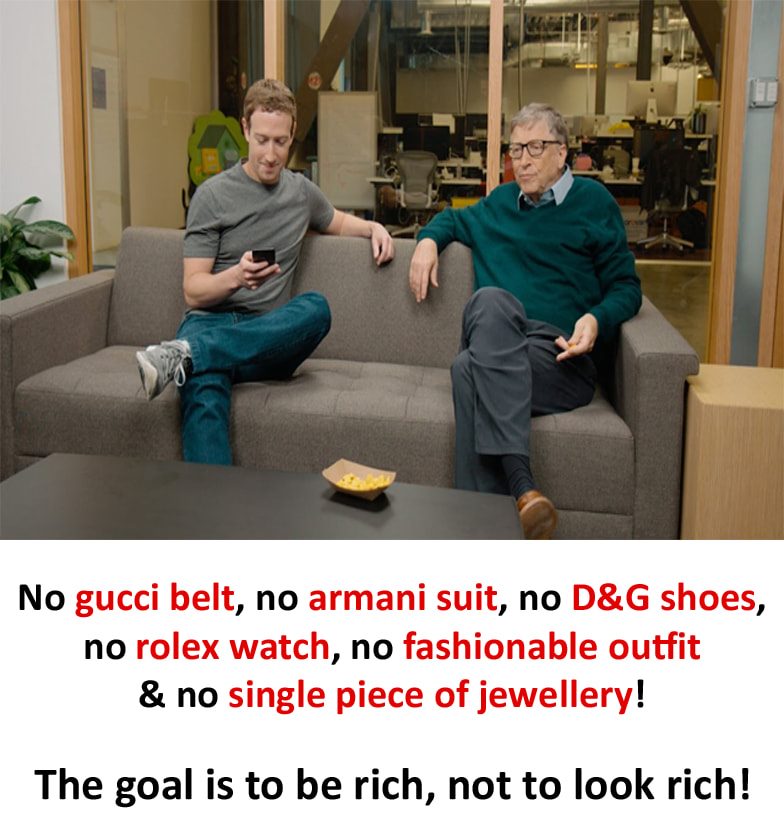 No gucci belt, no armani suit, no D&G shoes,
no rolex watch, no fashionable outfit
& no single piece of jewellery!
The goal is to be rich, not to look rich!